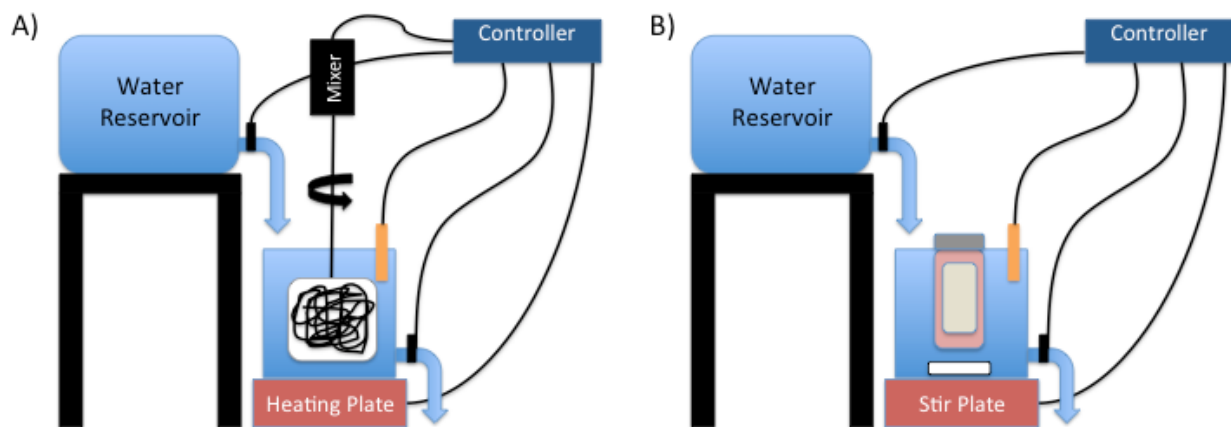 A)
Water
Reservoir
Mixer
Controller
Heating Plate
B)
Water
Reservoir
Controller
Stir Plate